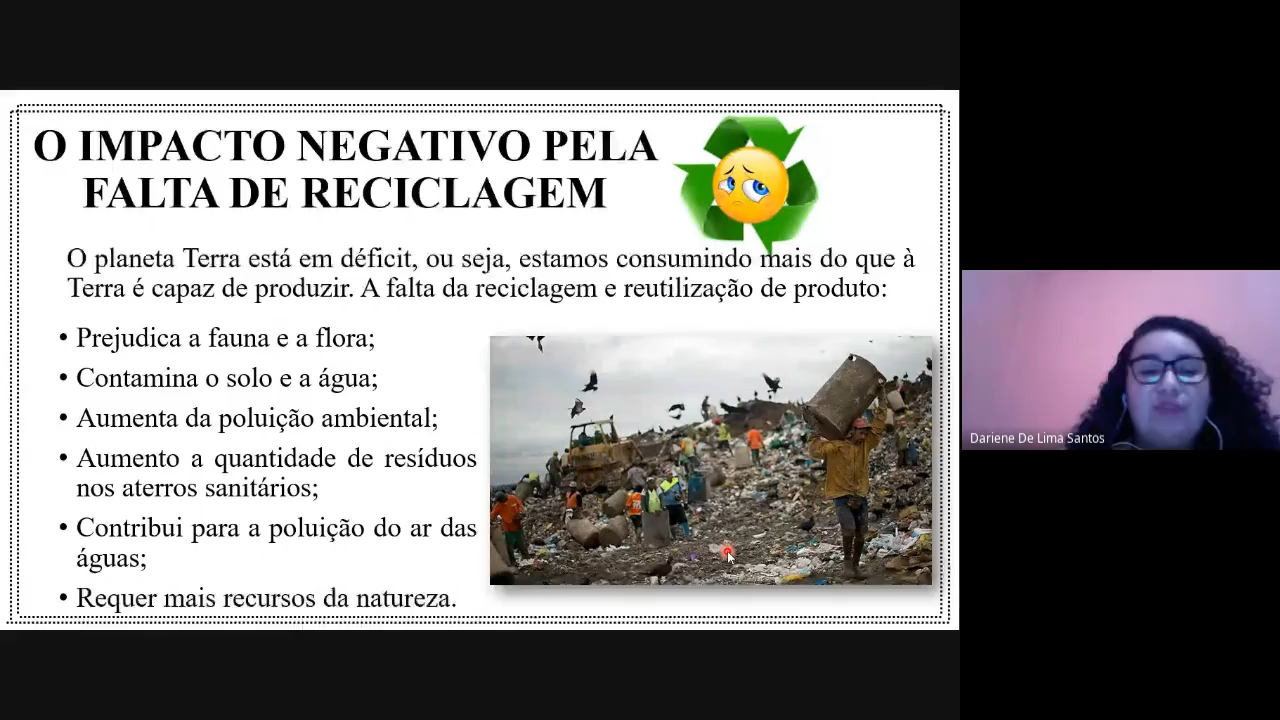 O IMPACTO NEGATIVO PELA
FALTA DE RECICLAGEM
O planeta Terra está em déficit, ou seja, estamos consumindo mais do que à
Terra é capaz de produzir. A falta da reciclagem e reutilização de produto:
• Prejudica a fauna e a flora;
• Contamina o solo e a água;
• Aumenta da poluição ambiental;
• Aumento a quantidade de resíduos
nos aterros sanitários;
• Contribui para a poluição do ar das
águas;
• Requer mais recursos da natureza.
Dariene De Lima Santos